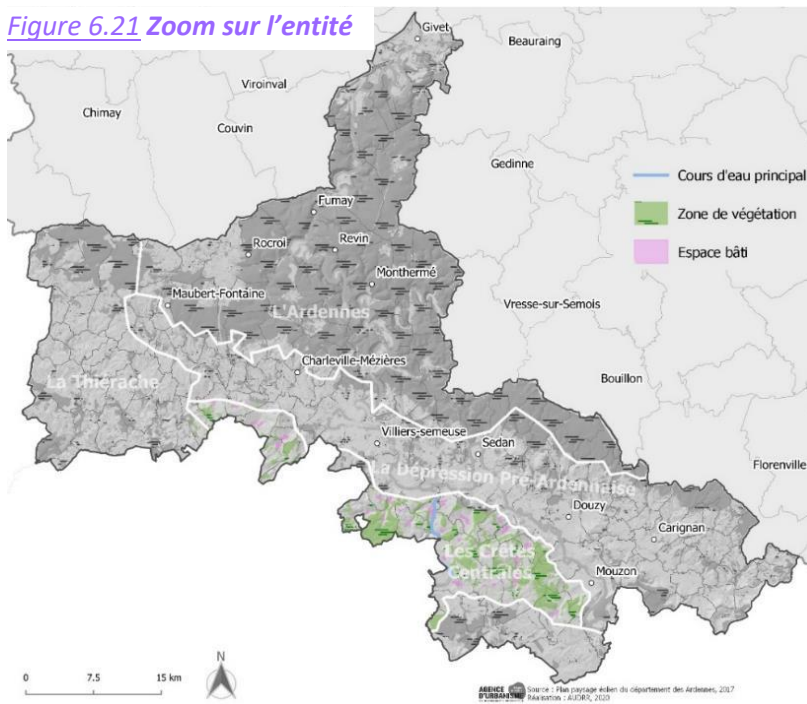 Figure 6.21 Zoom sur l'entité
Givet
Beauraing
Viroinval
Chimay
Couvin
Gedinne
Cours d'eau principal
Zone de végétation
Espace bâti
Fumay
Rocroi
Revin
Monthermé
Maubert-Fontaine
L'Ardennes
Vresse-sur-Semois
Charleville-Mézières
La Thiérache
Bouillon
Villiers-semeuse
Sedan
Florenville
La Dépression Pré-Ardennaise
Douzy
Carignan
Les Crêtes
Centrales
Mouzon
N
0 7.5 15 km
AGENCE
D'URBANISME
Source : Plan paysage éolien du département des Ardennes, 2017
Réalisation : AUDRR, 2020